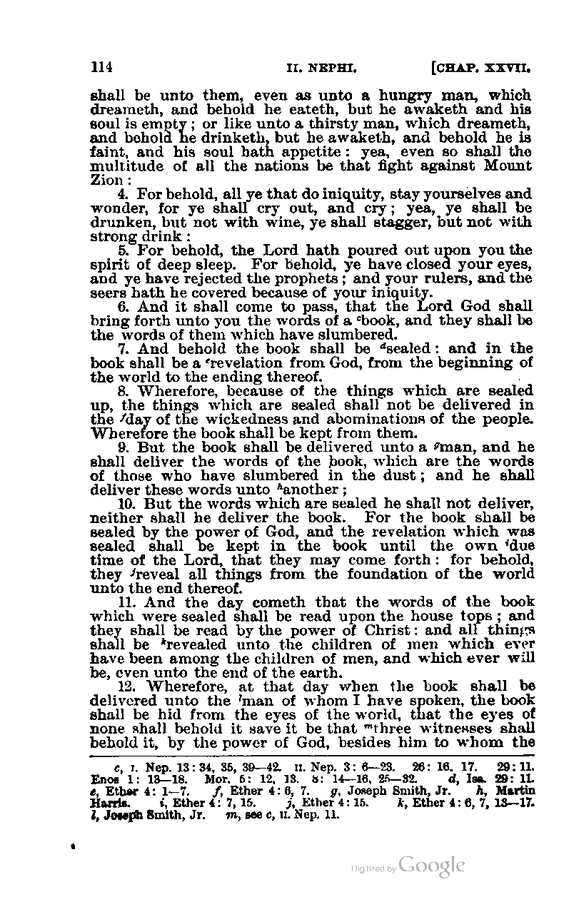 114 II. NEPHI. [CHAP. XXVII.
shall be unto them, even as unto a hungry man, which
dreameth, and behold he eateth, but he awaketh and his
soul is empty; or like unto a thirsty man, which dreameth,
and behold he drinketh, but he awaketh, and behold he is
faint, and his soul hath appetite: yea, even so shall the
multitude of all the nations be that fight against Mount
Zion:
4. For behold, all ye that do iniquity, stay yourselves and
wonder, for ye shall cry out, and cry; yea, ye shall be
drunken, but not with wine, ye shall stagger, but not with
strong drink:
5. For behold, the Lord hath poured out upon you the
spirit of deep sleep. For behold, ye have closed your eyes,
and ye have rejected the prophets; and your rulers, and the
seers hath he covered because of your iniquity.
6. And it shall come to pass, that the Lord God shall
bring forth unto you the words of a cbook, and they shall be
the words of them which have slumbered.
7. And behold the book shall be dsealed: and in the
book shall be a erevelation from God, from the beginning of
the world to the ending thereof.
8. Wherefore, because of the things which are sealed
up, the things which are sealed shall not be delivered in
the fday of the wickedness and abominations of the people.
Wherefore the book shall be kept from them.
9. But the book shall be delivered unto a gman, and he
shall deliver the words of the book, which are the words
of those who have slumbered in the dust; and he shall
deliver these words unto hanother;
10. But the words which are sealed he shall not deliver,
neither shall he deliver the book. For the book shall be
sealed by the power of God, and the revelation which was
sealed shall be kept in the book until the own idue
time of the Lord, that they may come forth: for behold,
they jreveal all things from the foundation of the world
unto the end thereof.
11. And the day cometh that the words of the book
which were sealed shall be read upon the house tops; and
they shall be read by the power of Christ: and all things
shall be krevealed unto the children of men which ever
have been among the children of men, and which ever will
be, even unto the end of the earth.
12. Wherefore, at that day when the book shall be
delivered unto the lman of whom I have spoken, the book
shall be hid from the eyes of the world, that the eyes of
none shall behold it save it be that mthree witnesses shall
behold it, by the power of God, besides him to whom the
c, I. Nep. 13: 34, 35, 39—42. II. Nep. 3: 6—23. 26: 16, 17. 29: 11.
Enos 1: 13—18. Mor. 5: 12, 13. 8: 14—16, 25—32. d, Isa. 29: 11.
e, Ether 4: 1—7. f, Ether 4: 6, 7. g, Joseph Smith, Jr. h, Martin
Harris. i, Ether 4: 7, 15. j, Ether 4: 15. k, Ether 4: 6, 7, 13—17.
l, Joseph Smith, Jr. m, see c, II. Nep. 11.
Digitized by Google